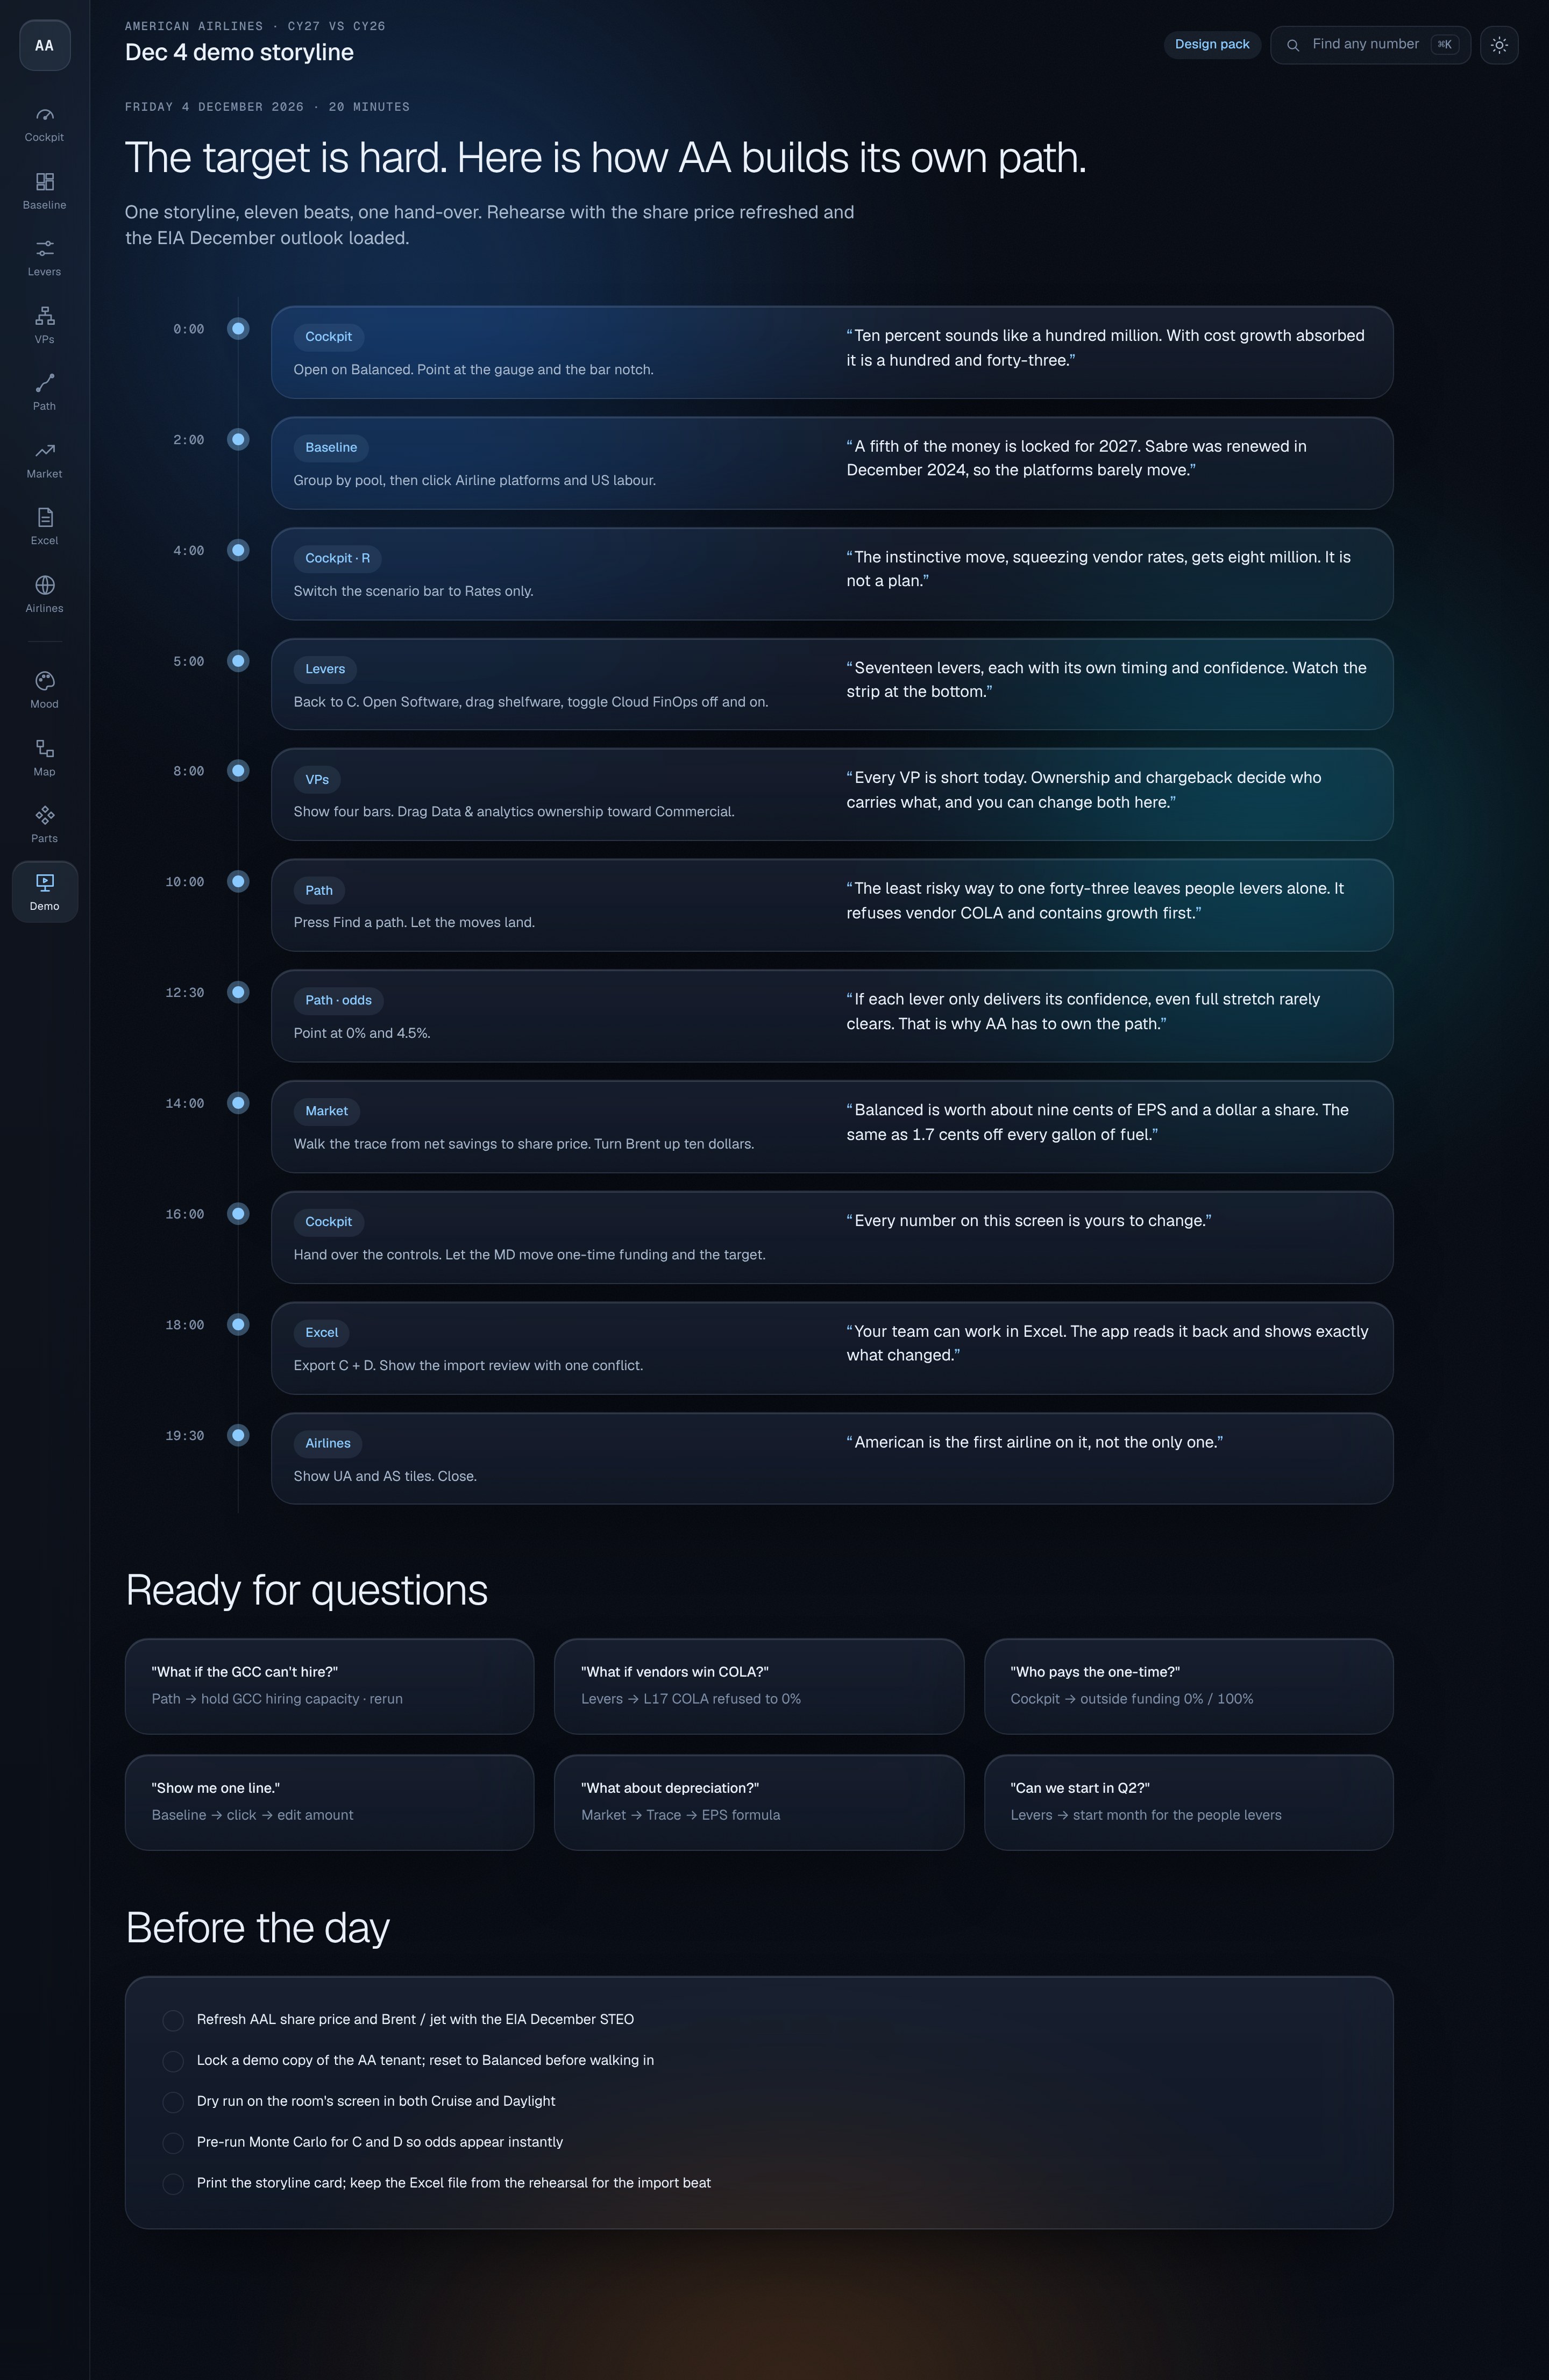 AA
Cockpit
Baseline
Levers
VPs
Path
Market
Excel
Airlines
Mood
Map
Parts
Demo
AMERICAN AIRLINES · CY27 VS CY26
Dec 4 demo storyline
Design pack
Find any number
⌘K
FRIDAY 4 DECEMBER 2026 · 20 MINUTES
The target is hard. Here is how AA builds its own path.
One storyline, eleven beats, one hand-over. Rehearse with the share price refreshed and
the EIA December outlook loaded.
0:00
Cockpit
Open on Balanced. Point at the gauge and the bar notch.
“Ten percent sounds like a hundred million. With cost growth absorbed
it is a hundred and forty-three.”
2:00
Baseline
Group by pool, then click Airline platforms and US labour.
“A fifth of the money is locked for 2027. Sabre was renewed in
December 2024, so the platforms barely move.”
4:00
Cockpit · R
Switch the scenario bar to Rates only.
“The instinctive move, squeezing vendor rates, gets eight million. It is
not a plan.”
5:00
Levers
Back to C. Open Software, drag shelfware, toggle Cloud FinOps off and on.
“Seventeen levers, each with its own timing and confidence. Watch the
strip at the bottom.”
8:00
VPs
Show four bars. Drag Data & analytics ownership toward Commercial.
“Every VP is short today. Ownership and chargeback decide who
carries what, and you can change both here.”
10:00
Path
Press Find a path. Let the moves land.
“The least risky way to one forty-three leaves people levers alone. It
refuses vendor COLA and contains growth first.”
12:30
Path · odds
Point at 0% and 4.5%.
“If each lever only delivers its confidence, even full stretch rarely
clears. That is why AA has to own the path.”
14:00
Market
Walk the trace from net savings to share price. Turn Brent up ten dollars.
“Balanced is worth about nine cents of EPS and a dollar a share. The
same as 1.7 cents off every gallon of fuel.”
16:00
Cockpit
Hand over the controls. Let the MD move one-time funding and the target.
“Every number on this screen is yours to change.”
18:00
Excel
Export C + D. Show the import review with one conflict.
“Your team can work in Excel. The app reads it back and shows exactly
what changed.”
19:30
Airlines
Show UA and AS tiles. Close.
“American is the first airline on it, not the only one.”
Ready for questions
"What if the GCC can't hire?"
Path → hold GCC hiring capacity · rerun
"What if vendors win COLA?"
Levers → L17 COLA refused to 0%
"Who pays the one-time?"
Cockpit → outside funding 0% / 100%
"Show me one line."
Baseline → click → edit amount
"What about depreciation?"
Market → Trace → EPS formula
"Can we start in Q2?"
Levers → start month for the people levers
Before the day
Refresh AAL share price and Brent / jet with the EIA December STEO
Lock a demo copy of the AA tenant; reset to Balanced before walking in
Dry run on the room's screen in both Cruise and Daylight
Pre-run Monte Carlo for C and D so odds appear instantly
Print the storyline card; keep the Excel file from the rehearsal for the import beat